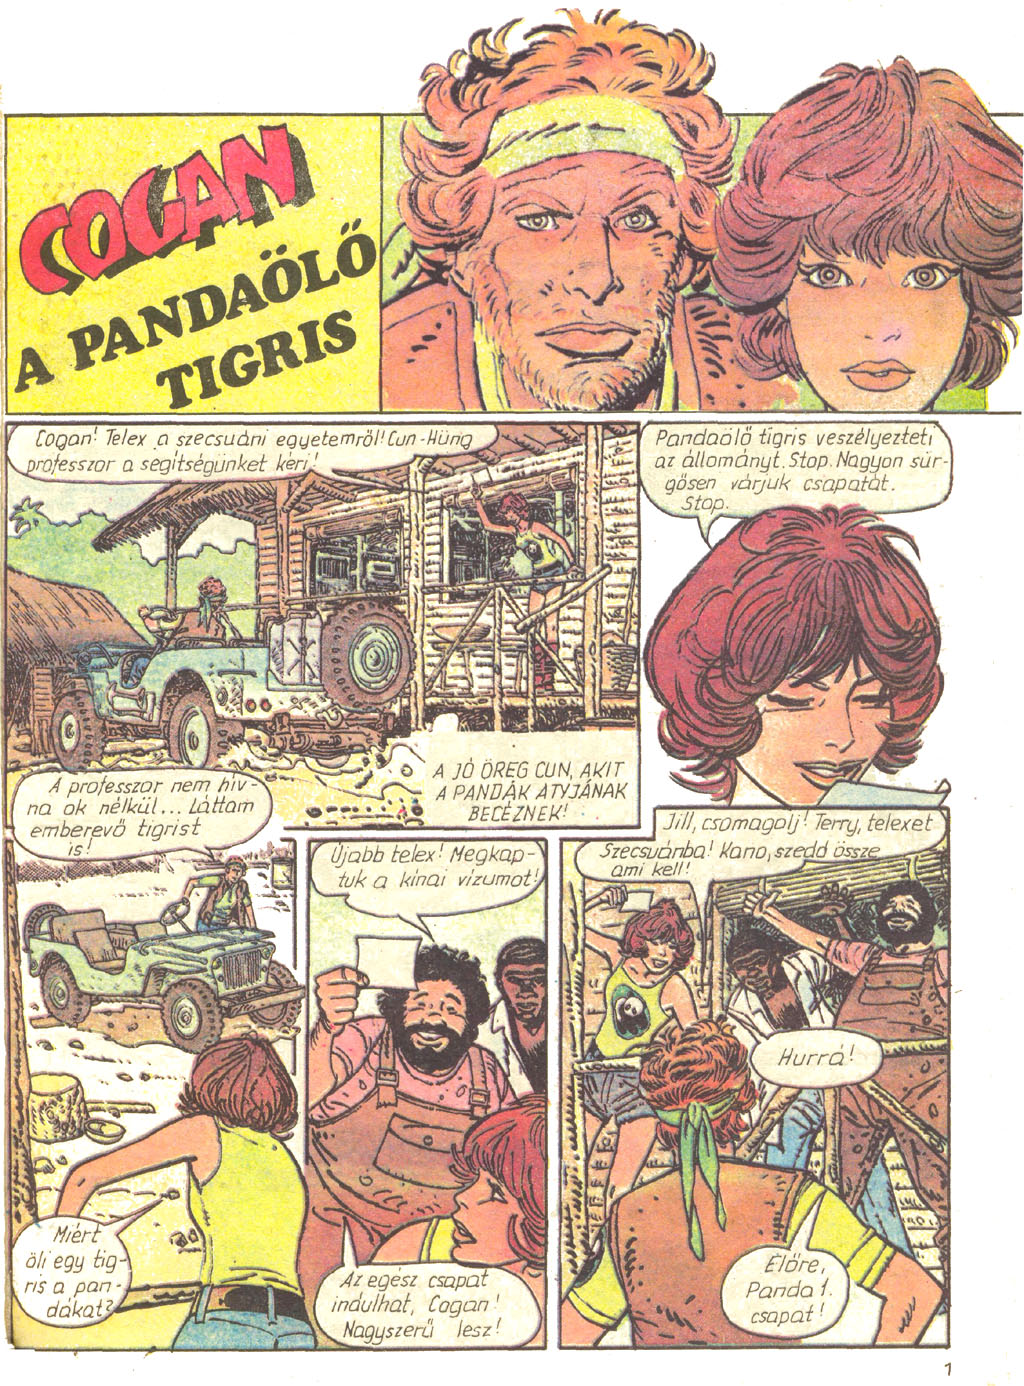 COGAN
A PANDAÖLŐ
TIGRIS
Cogan! Telex a szecsuáni egyetemről! Cun-Hüng
professzor a segítségünket kéri!
Pandaölő tigris veszélyezteti
az állományt. Stop. Nagyon sür-
gősen várjuk csapatát.
Stop.
A JÓ ÖREG CUN, AKIT
A PANDÁK ATYJÁNAK
BECÉZNEK!
A professzor nem hív-
na ok nélkül... Láttam
emberevő tigrist
is!
Miért
öli egy tig-
ris a pan-
dákat?
Újabb telex! Megkap-
tuk a kínai vízumot!
Az egész csapat
indulhat, Cogan!
Nagyszerű lesz!
Jill, csomagolj! Terry, telexet
Szecsuánba! Kano, szedd össze
ami kell!
Hurrá!
Előre,
Panda 1.
csapat!
1